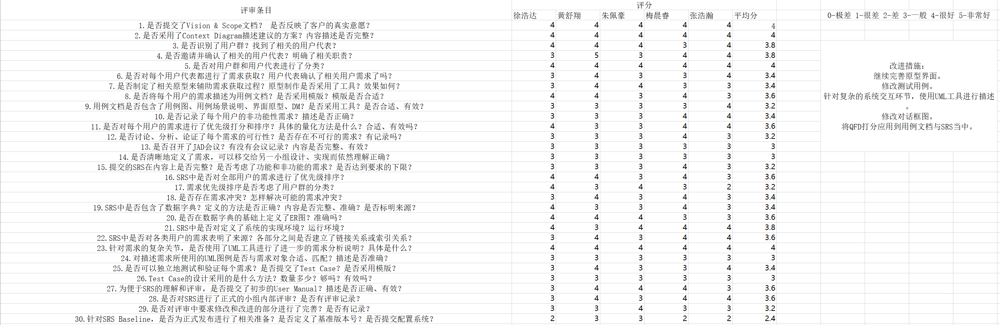 评审条目 评分
徐浩达 黄舒翔 朱佩豪 梅晨睿 张浩瀚 平均分 0-极差 1-很差 2-差 3-一般 4-很好 5-非常好
1.是否提交了Vision & Scope文档? 是否反映了客户的真实意愿? 4 4 4 4 4 4
2.是否采用了Context Diagram描述建议的方案?内容描述是否完整? 4 4 4 4 4 4
3.是否识别了用户群?找到了相关的用户代表? 4 4 4 3 4 3.8
4.是否邀请并确认了相关的用户代表?明确了相关职责? 3 5 3 4 4 3.8
5.是否对用户群和用户代表进行了分类? 4 4 4 4 4 4
6.是否对每个用户代表都进行了需求获取?用户代表确认了相关用户需求了吗? 3 4 3 3 4 3.4
7.是否制定了相关原型来辅助需求获取过程?原型制作是否采用了工具?效果如何? 3 4 4 3 3 3.4
8.是否将每个用户的需求描述为用例文档?是否采用模版?模版是否合适? 4 4 3 4 3 3.6
9.用例文档是否包含了用例图、用例场景说明、界面原型、DM?是否采用工具?是否合适、有效? 3 3 3 3 4 3.2
10.是否记录了每个用户的非功能性需求?描述是否正确? 3 3 3 4 4 3.4
11.是否对每个用户的需求进行了优先级打分和排序?具体的量化方法是什么?合适、有效吗? 4 3 3 4 4 3.6
12.是否讨论、分析、论证了每个需求的可行性?是否存在不可行的需求?有记录吗? 3 3 3 4 3 3.2
13.是否召开了JAD会议?有没有会议记录?内容是否完整、有效? 3 3 3 3 3 3
14.是否清晰地定义了需求,可以移交给另一小组设计、实现而依然理解正确? 3 3 3 3 3 3
15.提交的SRS在内容上是否完整?是否考虑了功能和非功能的需求?是否达到要求的下限? 3 3 3 4 3 3.2
16.SRS中是否对全部用户的需求进行了优先级排序? 4 4 3 4 3 3.6
17.需求优先级排序是否考虑了用户群的分类? 4 3 4 3 2 3.2
18.是否存在需求冲突?怎样解决可能的需求冲突? 3 4 3 4 3 3.4
19.SRS中是否包含了数据字典?定义的方法是否正确?内容是否完整、准确?是否标明来源? 4 3 3 4 3 3.4
20.是否在数据字典的基础上定义了ER图?准确吗? 4 4 4 3 3 3.6
21.SRS中是否对定义了系统的实现环境?运行环境? 4 3 4 4 4 3.8
22.SRS中是否对各类用户的需求表明了来源?各部分之间是否建立了链接关系或索引关系? 3 4 3 4 4 3.6
23.针对需求的复杂关节,是否使用了UML工具进行了进一步的需求分析说明?具体是什么? 4 4 4 4 4 4
24.对描述需求所使用的UML图例是否与需求对象合适、匹配?描述是否准确? 3 3 3 3 3 3
25.是否可以独立地测试和验证每个需求?是否提交了Test Case?是否采用模版? 3 4 3 3 4 3.4
26.Test Case的设计采用的是什么方法?数量多少?够吗?有效吗? 3 3 3 3 3 3
27.为便于SRS的理解和评审,是否提交了初步的User Manual?描述是否正确、有效? 3 4 4 4 3 3.6
28.是否对SRS进行了正式的小组内部评审?是否有评审记录? 3 4 3 4 4 3.6
29.是否对评审中要求修改和改进的部分进行了完善?是否有记录? 3 3 4 3 3 3.2
30.针对SRS Baseline,是否为正式发布进行了相关准备?是否定义了基准版本号?是否提交配置系统? 2 3 3 2 2 2.4
改进措施:
继续完善原型界面。
修改测试用例。
针对复杂的系统交互环节,使用UML工具进行描述
。
修改对话框图。
将QFD打分应用到用例文档与SRS当中。